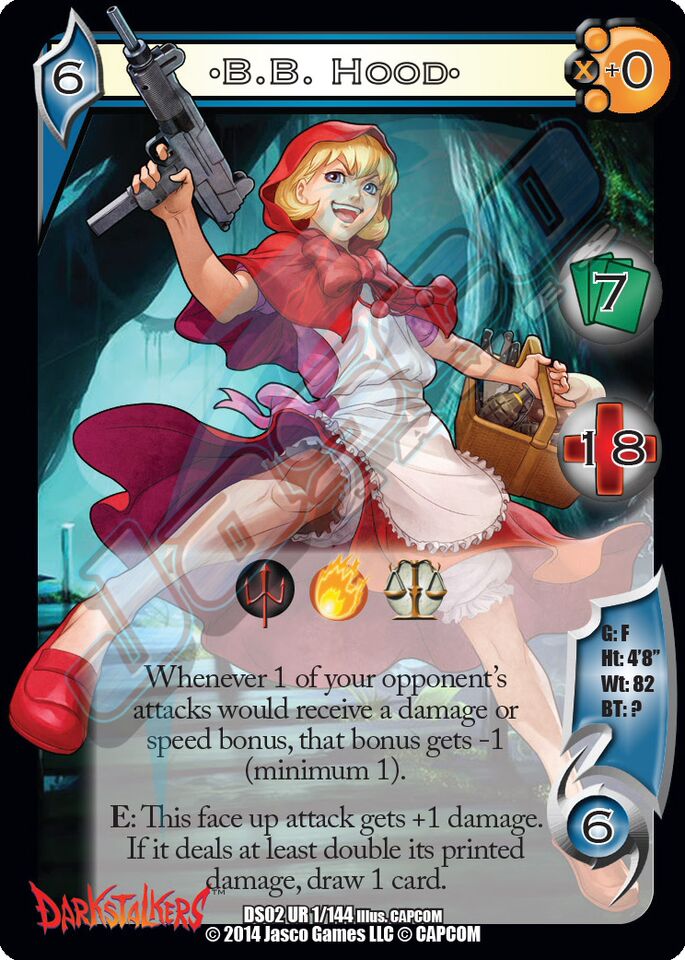 6
·B.B. Hood·
X +0
7
18
G: F
Ht: 4'8"
Wt: 82
BT: ?
Whenever 1 of your opponent's
attacks would receive a damage or
speed bonus, that bonus gets -1
(minimum 1).
E: This face up attack gets +1 damage.
If it deals at least double its printed
damage, draw 1 card.
6
DARKSTALKERS™
DS02 UR 1/144 Illus. CAPCOM
© 2014 Jasco Games LLC © CAPCOM